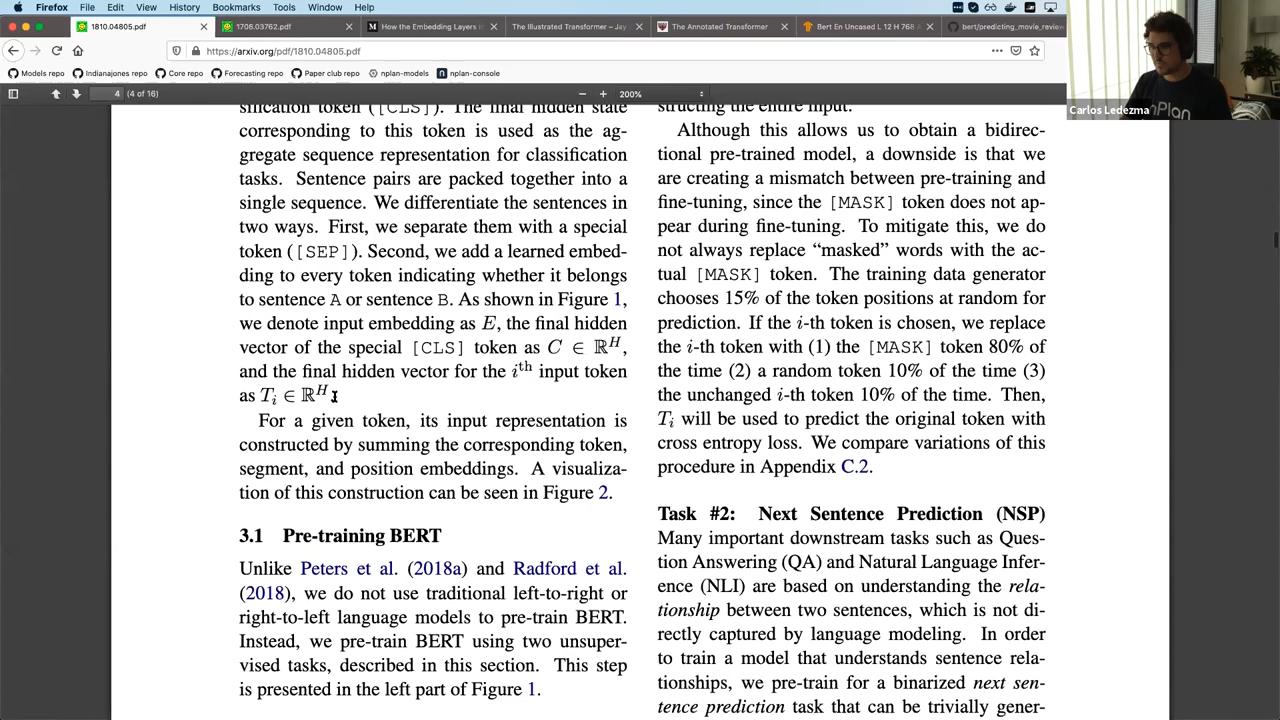 Firefox File Edit View History Bookmarks Tools Window Help
1810.04805.pdf
1706.03762.pdf
How the Embedding Layers i
The Illustrated Transformer – Jay
The Annotated Transformer
Bert En Uncased L 12 H 768 A
bert/predicting_movie_review
https://arxiv.org/pdf/1810.04805.pdf
Models repo Indianajones repo Core repo Forecasting repo Paper club repo nplan-models nplan-console
4 (4 of 16) 200%
Carlos Ledezma
nPlan
sification token ([CLS]). The final hidden state
corresponding to this token is used as the ag-
gregate sequence representation for classification
tasks. Sentence pairs are packed together into a
single sequence. We differentiate the sentences in
two ways. First, we separate them with a special
token ([SEP]). Second, we add a learned embed-
ding to every token indicating whether it belongs
to sentence A or sentence B. As shown in Figure 1,
we denote input embedding as E, the final hidden
vector of the special [CLS] token as C ∈ ℝᴴ,
and the final hidden vector for the iᵗʰ input token
as Tᵢ ∈ ℝᴴ.
For a given token, its input representation is
constructed by summing the corresponding token,
segment, and position embeddings. A visualiza-
tion of this construction can be seen in Figure 2.
3.1 Pre-training BERT
Unlike Peters et al. (2018a) and Radford et al.
(2018), we do not use traditional left-to-right or
right-to-left language models to pre-train BERT.
Instead, we pre-train BERT using two unsuper-
vised tasks, described in this section. This step
is presented in the left part of Figure 1.
structing the entire input.
Although this allows us to obtain a bidirec-
tional pre-trained model, a downside is that we
are creating a mismatch between pre-training and
fine-tuning, since the [MASK] token does not ap-
pear during fine-tuning. To mitigate this, we do
not always replace “masked” words with the ac-
tual [MASK] token. The training data generator
chooses 15% of the token positions at random for
prediction. If the i-th token is chosen, we replace
the i-th token with (1) the [MASK] token 80% of
the time (2) a random token 10% of the time (3)
the unchanged i-th token 10% of the time. Then,
Tᵢ will be used to predict the original token with
cross entropy loss. We compare variations of this
procedure in Appendix C.2.
Task #2: Next Sentence Prediction (NSP)
Many important downstream tasks such as Ques-
tion Answering (QA) and Natural Language Infer-
ence (NLI) are based on understanding the rela-
tionship between two sentences, which is not di-
rectly captured by language modeling. In order
to train a model that understands sentence rela-
tionships, we pre-train for a binarized next sen-
tence prediction task that can be trivially gener-